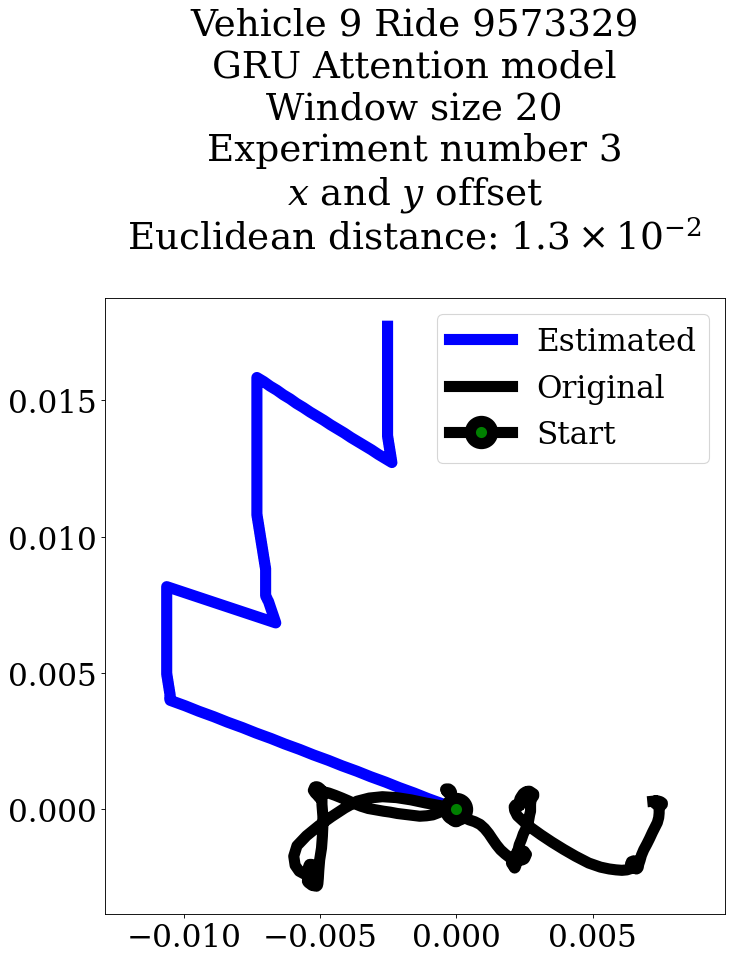 Vehicle 9 Ride 9573329
GRU Attention model
Window size 20
Experiment number 3
x and y offset
Euclidean distance: 1.3 × 10⁻²
Estimated
Original
Start
0.015
0.010
0.005
0.000
−0.010 −0.005 0.000 0.005